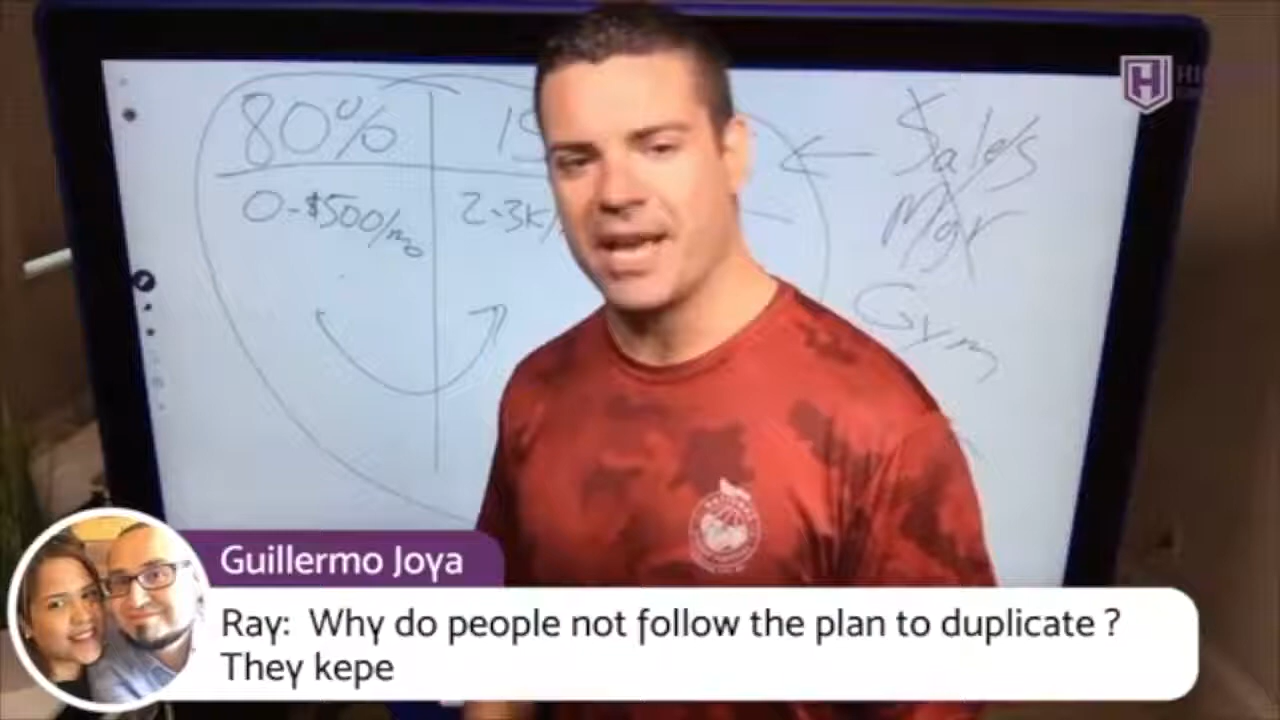 80%
0-$500/mo
2-3K/
Sales
Mgr
Gym
Guillermo Joya
Ray: Why do people not follow the plan to duplicate ?
They kepe